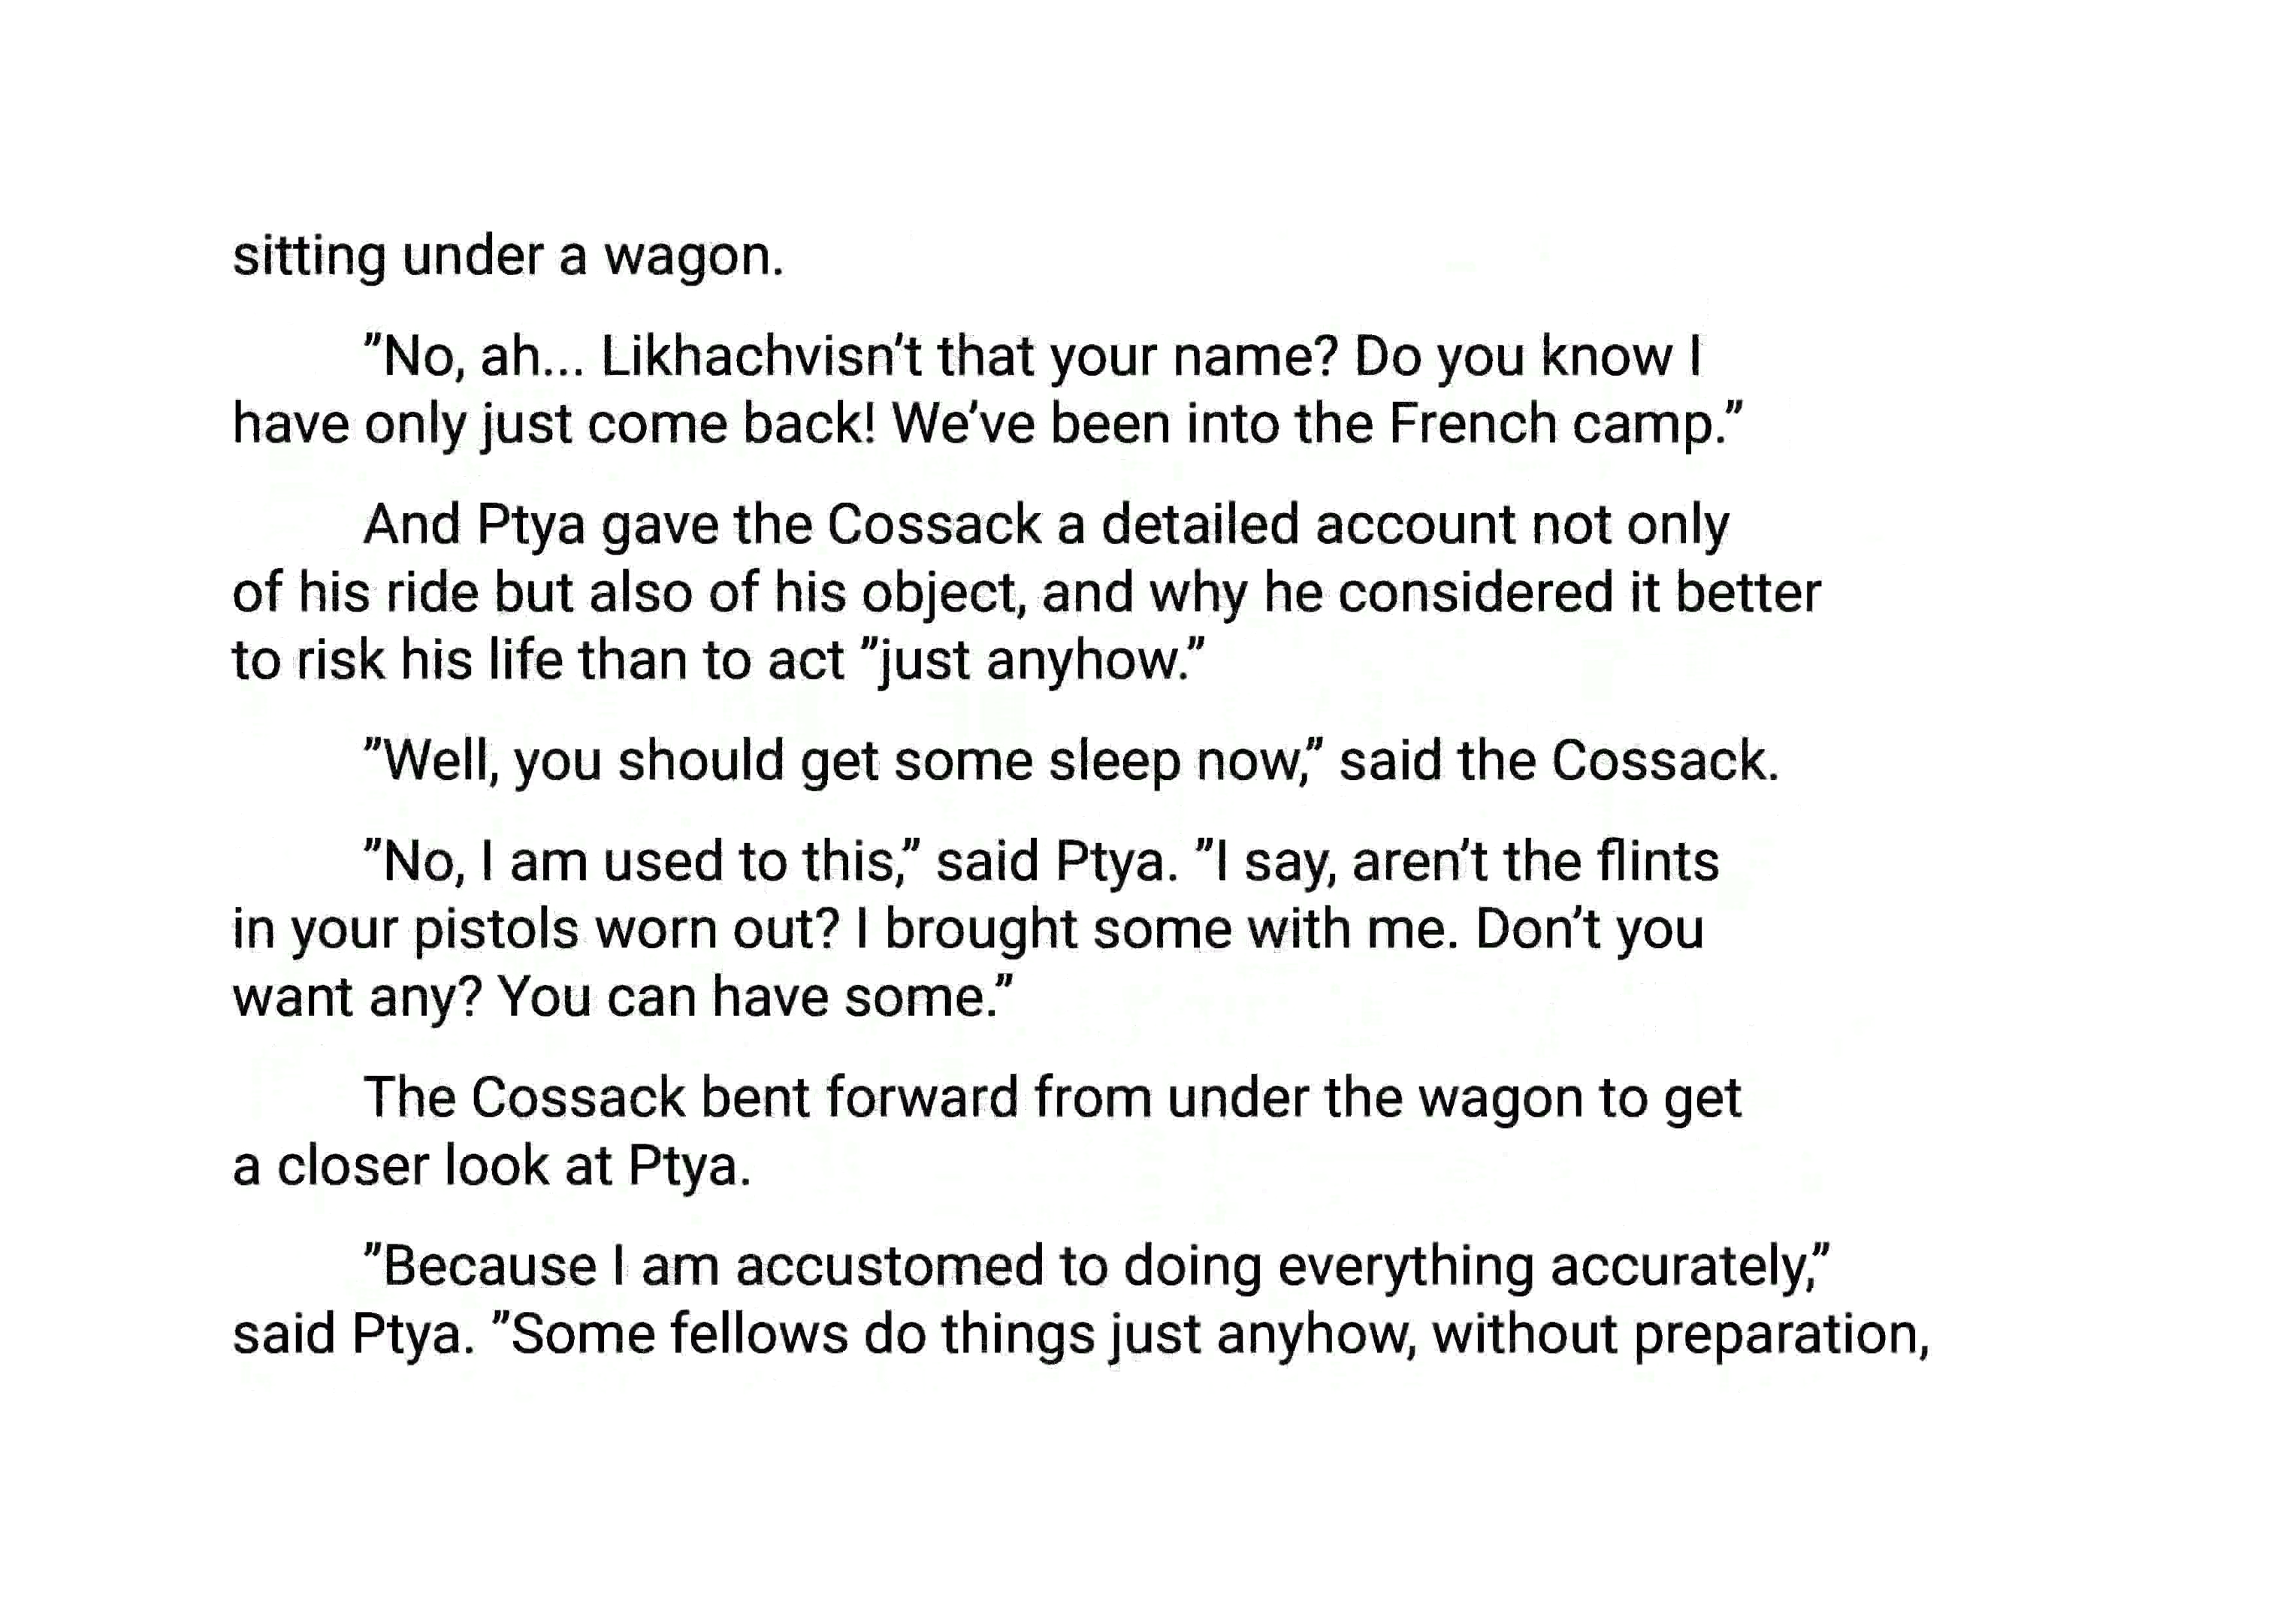 sitting under a wagon.
”No, ah... Likhachvisn’t that your name? Do you know I
have only just come back! We’ve been into the French camp.”
And Ptya gave the Cossack a detailed account not only
of his ride but also of his object, and why he considered it better
to risk his life than to act ”just anyhow.”
”Well, you should get some sleep now,” said the Cossack.
”No, I am used to this,” said Ptya. ”I say, aren’t the flints
in your pistols worn out? I brought some with me. Don’t you
want any? You can have some.”
The Cossack bent forward from under the wagon to get
a closer look at Ptya.
”Because I am accustomed to doing everything accurately,”
said Ptya. ”Some fellows do things just anyhow, without preparation,